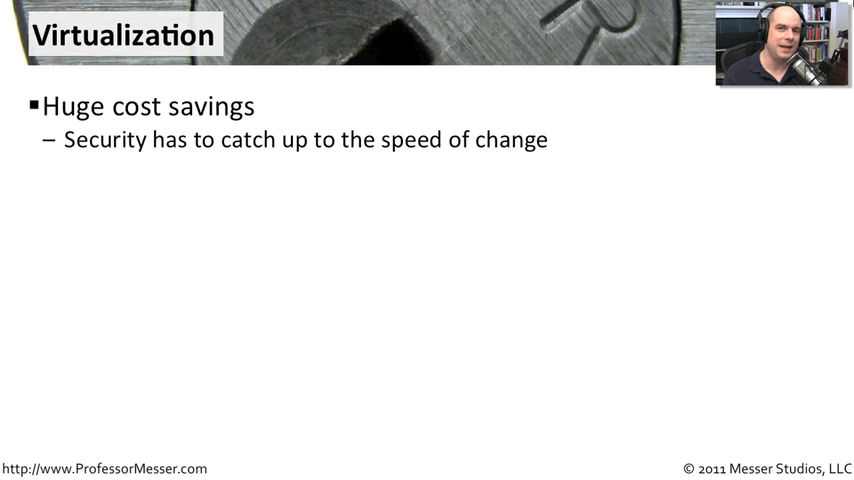 Virtualization
▪Huge cost savings
– Security has to catch up to the speed of change
http://www.ProfessorMesser.com
© 2011 Messer Studios, LLC